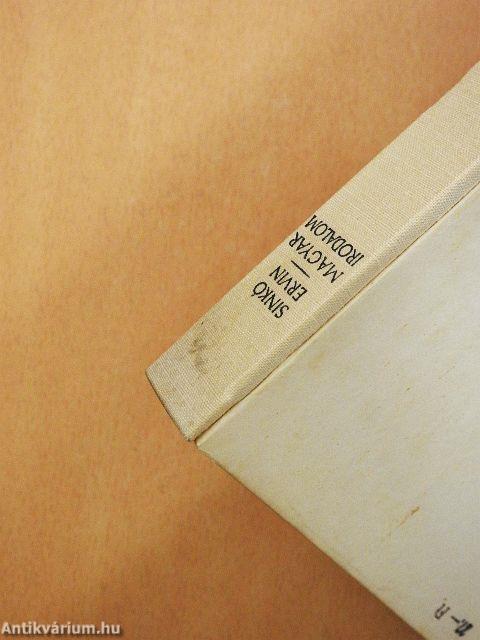 SINKÓ
ERVIN
MAGYAR
IRODALOM
Antikvárium.hu